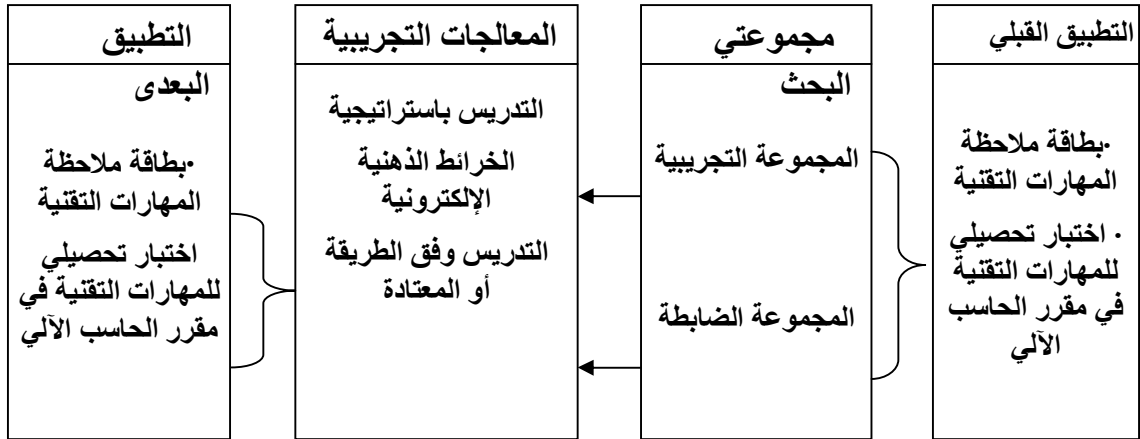 التطبيق القبلي
·بطاقة ملاحظة
المهارات التقنية
· اختبار تحصيلي
للمهارات التقنية
في مقرر الحاسب
الآلي
مجموعتي
البحث
المجموعة التجريبية
المجموعة الضابطة
المعالجات التجريبية
التدريس باستراتيجية
الخرائط الذهنية
الإلكترونية
التدريس وفق الطريقة
أو المعتادة
التطبيق
البعدى
·بطاقة ملاحظة
المهارات التقنية
اختبار تحصيلي
للمهارات التقنية في
مقرر الحاسب الآلي